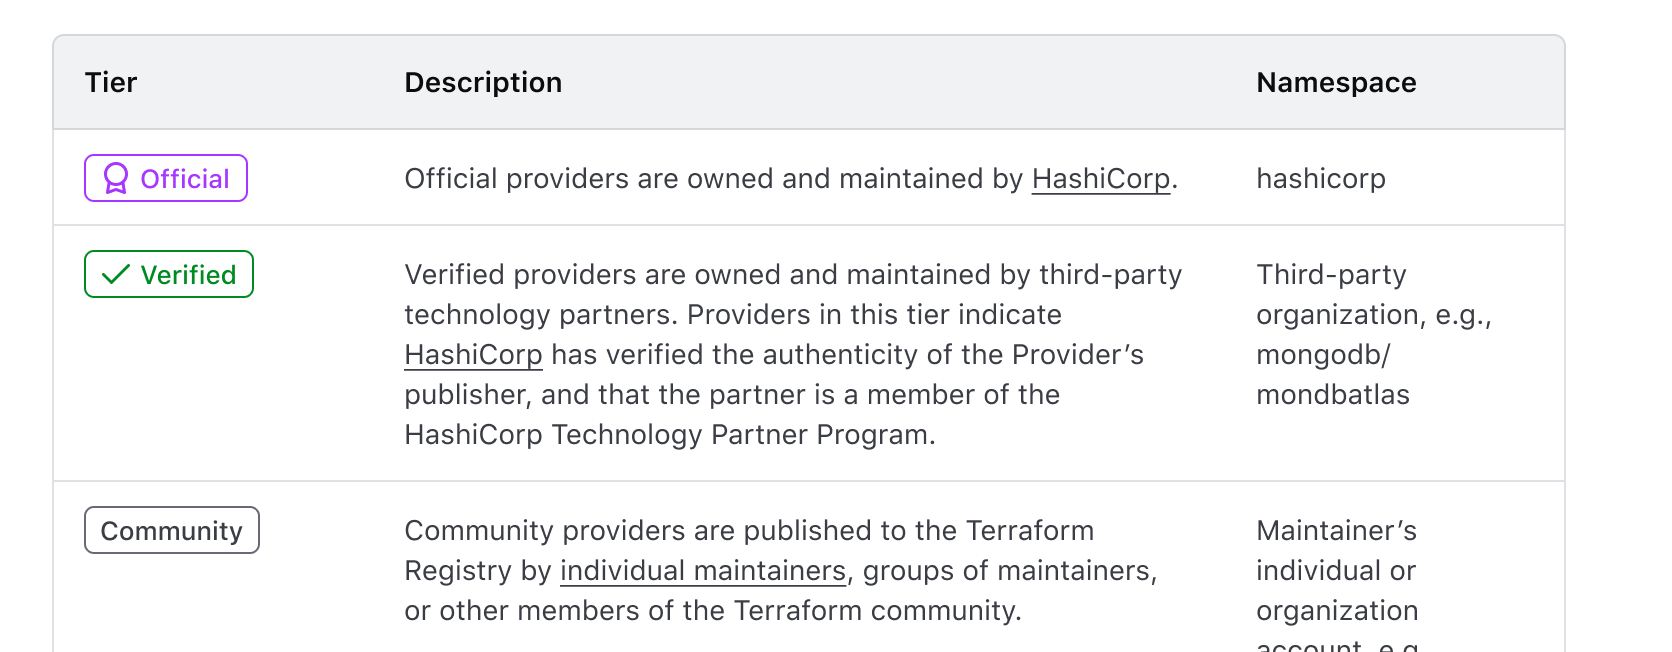 Tier Description Namespace
Official Official providers are owned and maintained by HashiCorp. hashicorp
Verified Verified providers are owned and maintained by third-party Third-party
technology partners. Providers in this tier indicate organization, e.g.,
HashiCorp has verified the authenticity of the Provider’s mongodb/
publisher, and that the partner is a member of the mondbatlas
HashiCorp Technology Partner Program.
Community Community providers are published to the Terraform Maintainer’s
Registry by individual maintainers, groups of maintainers, individual or
or other members of the Terraform community. organization
account, e.g.